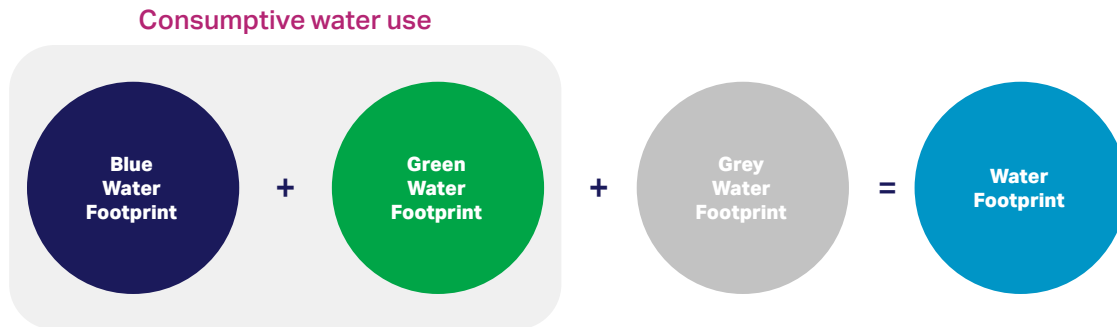 Consumptive water use
Blue
Water
Footprint
+
Green
Water
Footprint
+
Grey
Water
Footprint
=
Water
Footprint